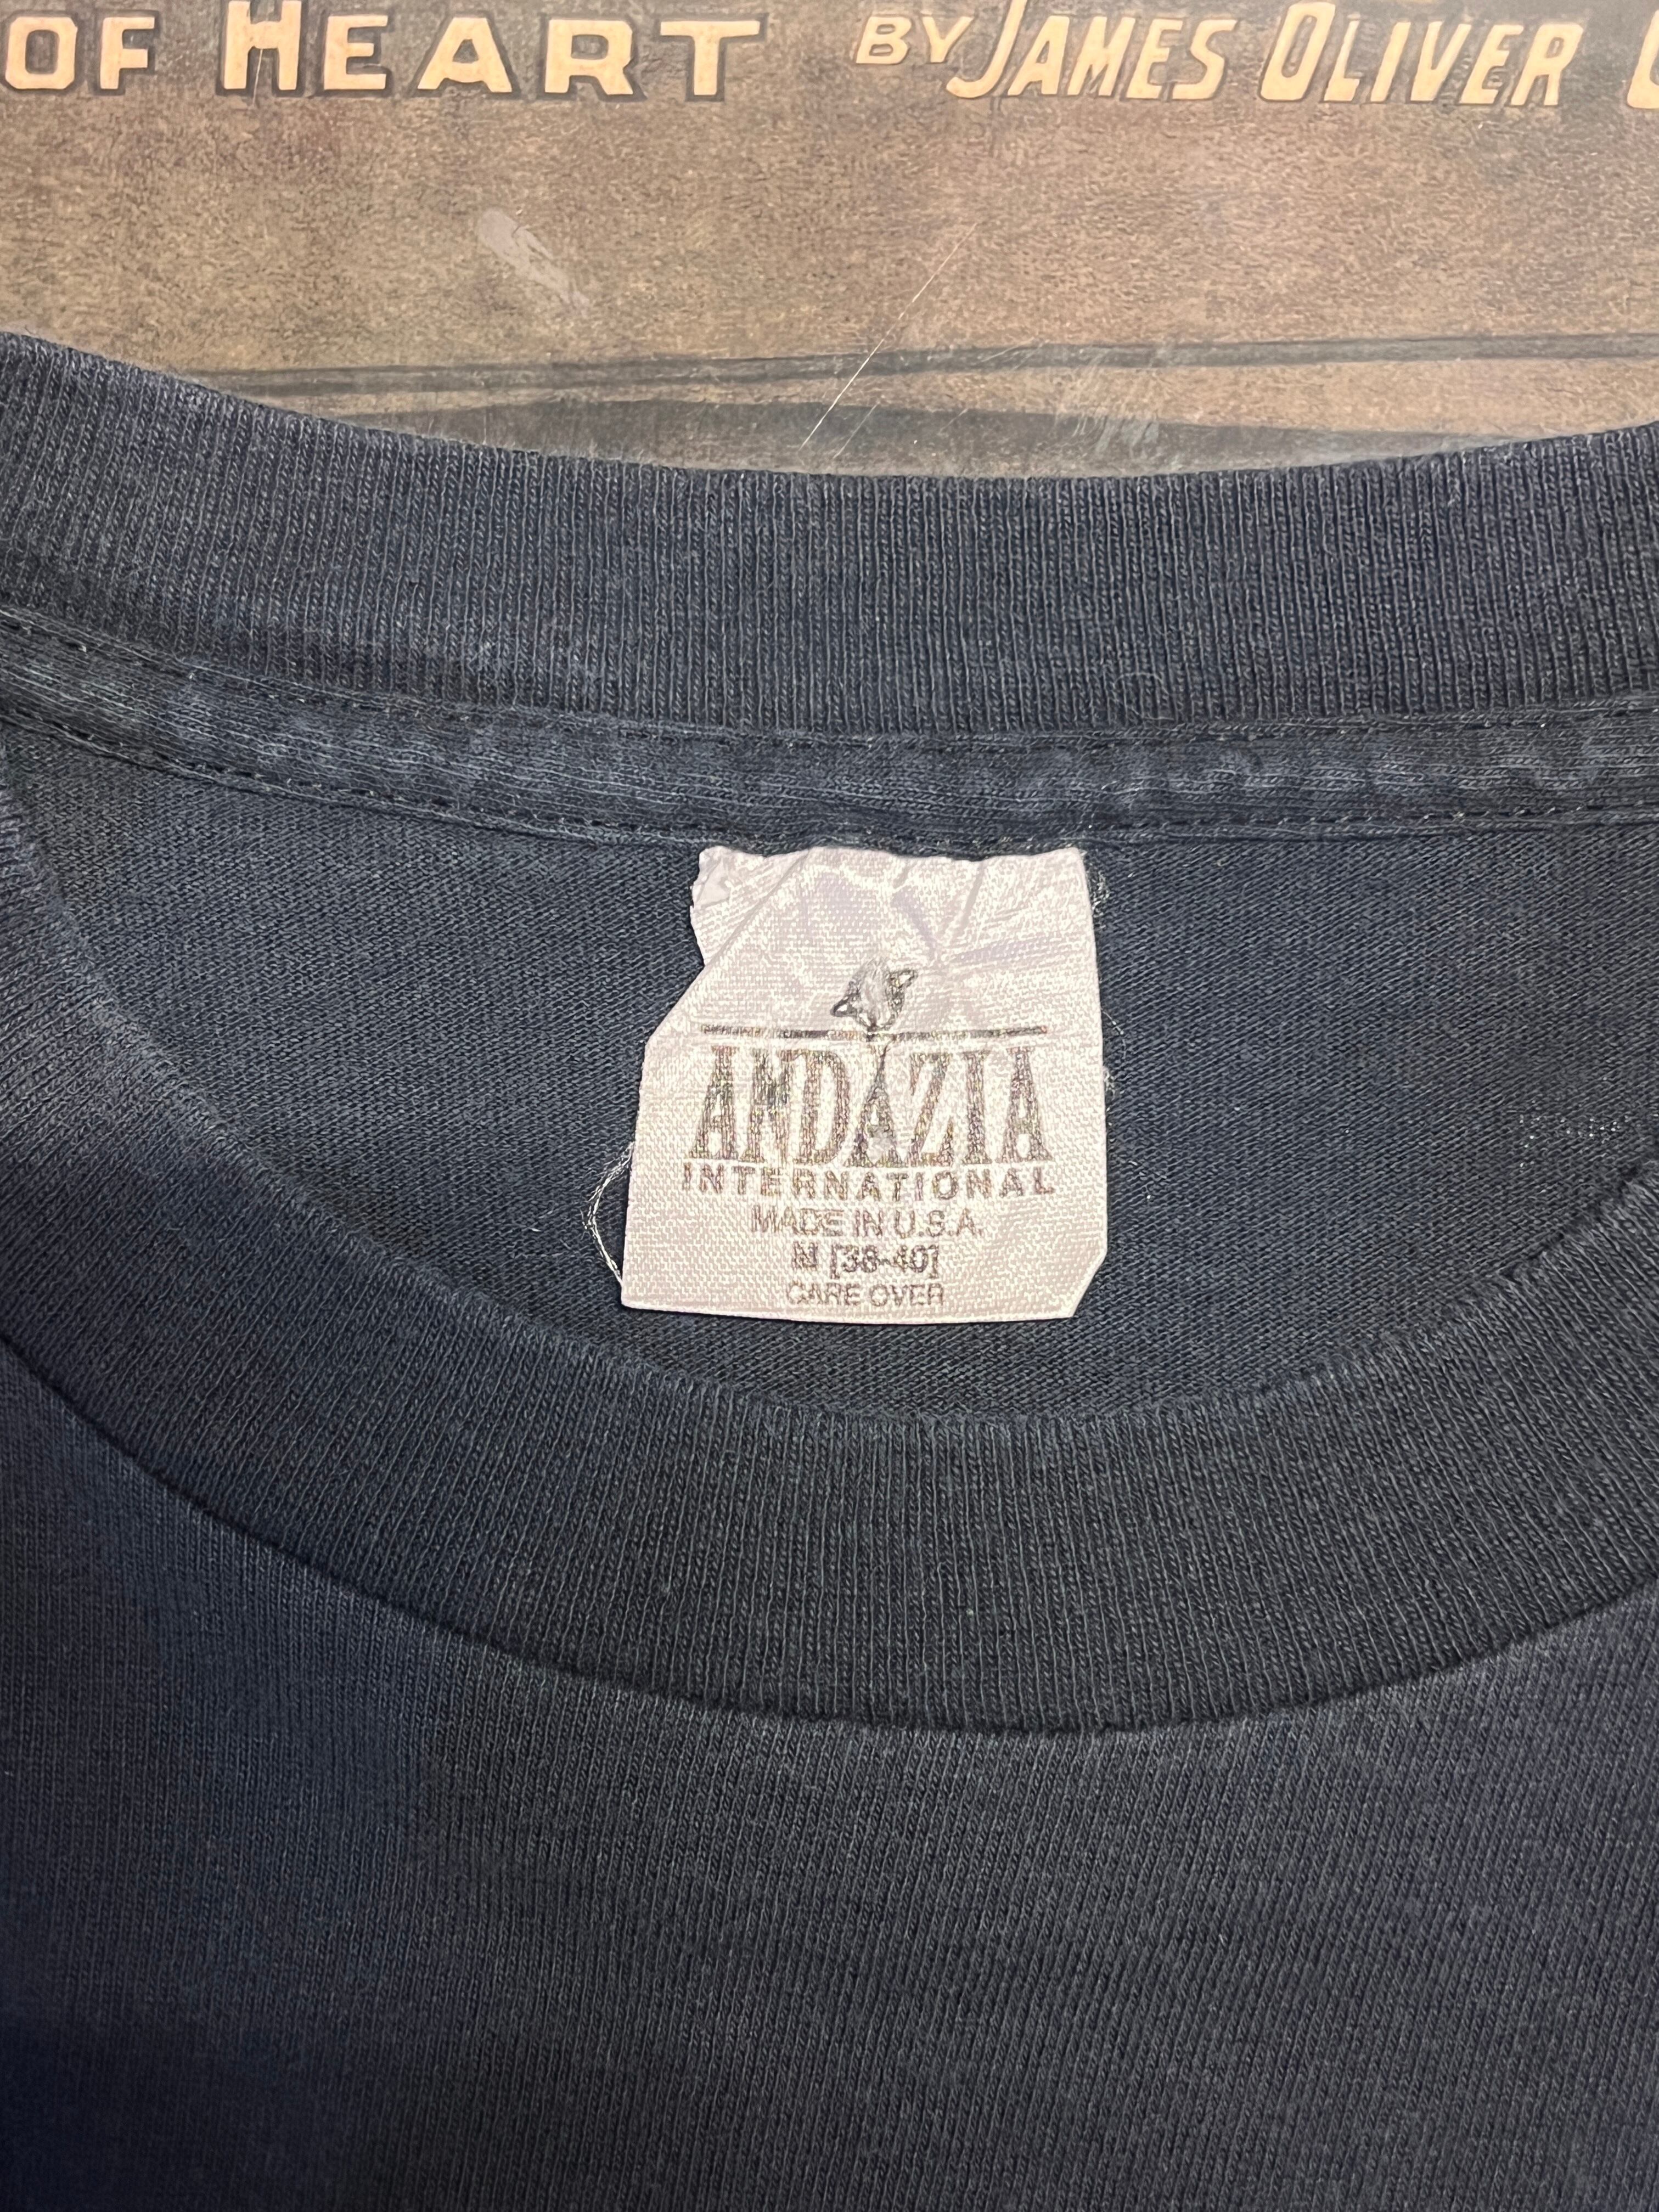 OF HEART BY JAMES OLIVER
ANDAZIA
INTERNATIONAL
MADE IN U.S.A.
M [38-40]
CARE OVER